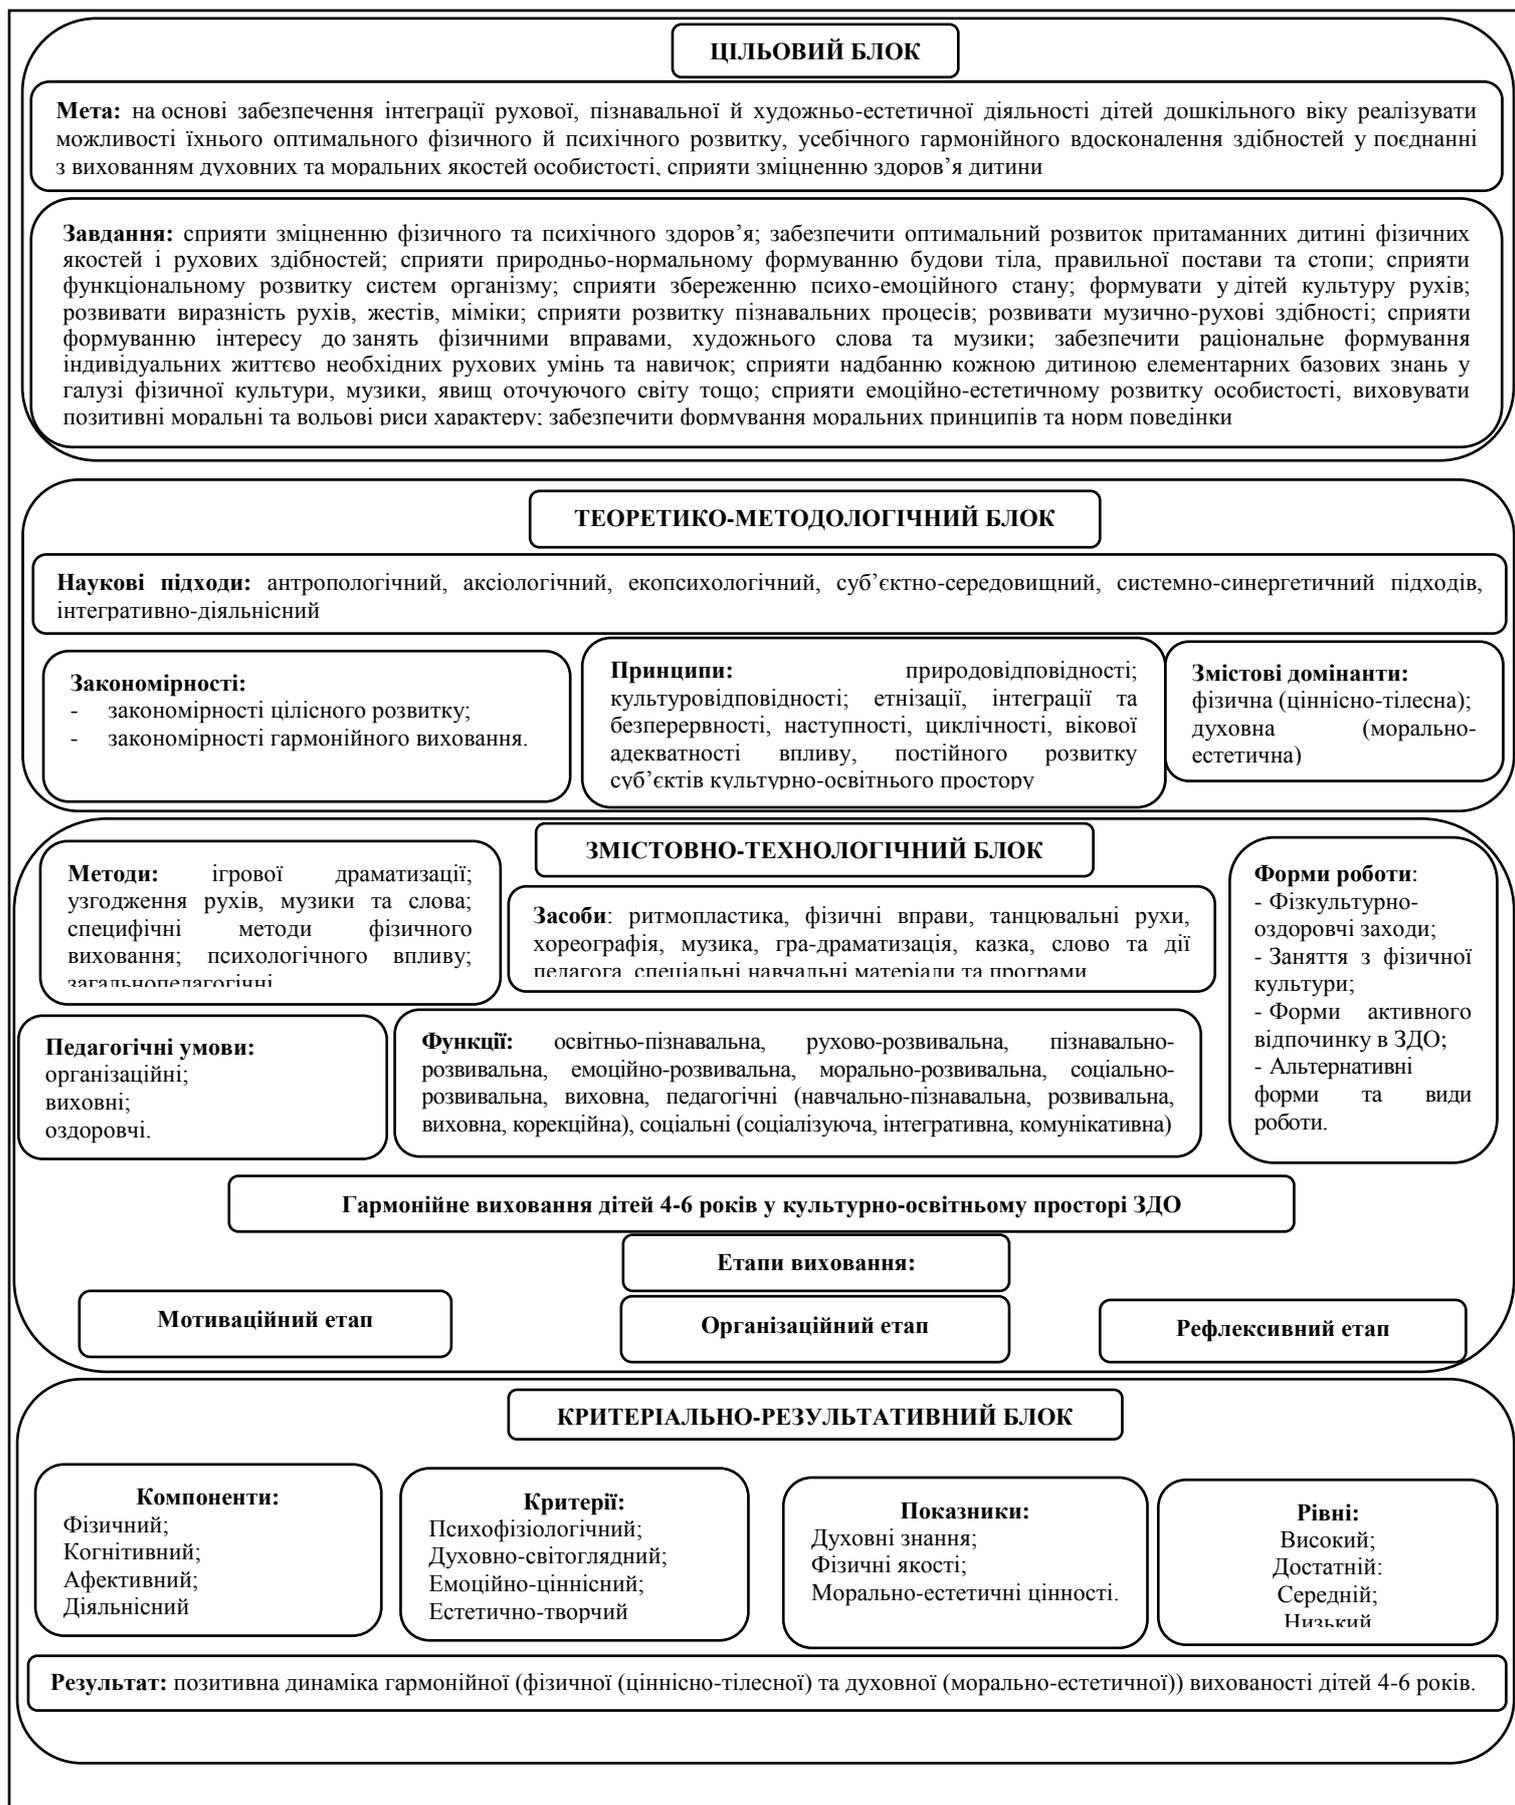 ЦІЛЬОВИЙ БЛОК
Мета: на основі забезпечення інтеграції рухової, пізнавальної й художньо-естетичної діяльності дітей дошкільного віку реалізувати
можливості їхнього оптимального фізичного й психічного розвитку, усебічного гармонійного вдосконалення здібностей у поєднанні
з вихованням духовних та моральних якостей особистості, сприяти зміцненню здоров’я дитини
Завдання: сприяти зміцненню фізичного та психічного здоров’я; забезпечити оптимальний розвиток притаманних дитині фізичних
якостей і рухових здібностей; сприяти природньо-нормальному формуванню будови тіла, правильної постави та стопи; сприяти
функціональному розвитку систем організму; сприяти збереженню психо-емоційного стану; формувати у дітей культуру рухів;
розвивати виразність рухів, жестів, міміки; сприяти розвитку пізнавальних процесів; розвивати музично-рухові здібності; сприяти
формуванню інтересу до занять фізичними вправами, художнього слова та музики; забезпечити раціональне формування
індивідуальних життєво необхідних рухових умінь та навичок; сприяти надбанню кожною дитиною елементарних базових знань у
галузі фізичної культури, музики, явищ оточуючого світу тощо; сприяти емоційно-естетичному розвитку особистості, виховувати
позитивні моральні та вольові риси характеру; забезпечити формування моральних принципів та норм поведінки
ТЕОРЕТИКО-МЕТОДОЛОГІЧНИЙ БЛОК
Наукові підходи: антропологічний, аксіологічний, екопсихологічний, суб’єктно-середовищний, системно-синергетичний підходів,
інтегративно-діяльнісний
Закономірності:
- закономірності цілісного розвитку;
- закономірності гармонійного виховання.
Принципи: природовідповідності;
культуровідповідності; етнізації, інтеграції та
безперервності, наступності, циклічності, вікової
адекватності впливу, постійного розвитку
суб’єктів культурно-освітнього простору
Змістові домінанти:
фізична (ціннісно-тілесна);
духовна (морально-
естетична)
ЗМІСТОВНО-ТЕХНОЛОГІЧНИЙ БЛОК
Методи: ігрової драматизації;
узгодження рухів, музики та слова;
специфічні методи фізичного
виховання; психологічного впливу;
загальнопедагогічні
Засоби: ритмопластика, фізичні вправи, танцювальні рухи,
хореографія, музика, гра-драматизація, казка, слово та дії
педагога, спеціальні навчальні матеріали та програми
Форми роботи:
- Фізкультурно-
оздоровчі заходи;
- Заняття з фізичної
культури;
- Форми активного
відпочинку в ЗДО;
- Альтернативні
форми та види
роботи.
Педагогічні умови:
організаційні;
виховні;
оздоровчі.
Функції: освітньо-пізнавальна, рухово-розвивальна, пізнавально-
розвивальна, емоційно-розвивальна, морально-розвивальна, соціально-
розвивальна, виховна, педагогічні (навчально-пізнавальна, розвивальна,
виховна, корекційна), соціальні (соціалізуюча, інтегративна, комунікативна)
Гармонійне виховання дітей 4-6 років у культурно-освітньому просторі ЗДО
Етапи виховання:
Мотиваційний етап
Організаційний етап
Рефлексивний етап
КРИТЕРІАЛЬНО-РЕЗУЛЬТАТИВНИЙ БЛОК
Компоненти:
Фізичний;
Когнітивний;
Афективний;
Діяльнісний
Критерії:
Психофізіологічний;
Духовно-світоглядний;
Емоційно-ціннісний;
Естетично-творчий
Показники:
Духовні знання;
Фізичні якості;
Морально-естетичні цінності.
Рівні:
Високий;
Достатній:
Середній;
Низький
Результат: позитивна динаміка гармонійної (фізичної (ціннісно-тілесної) та духовної (морально-естетичної)) вихованості дітей 4-6 років.